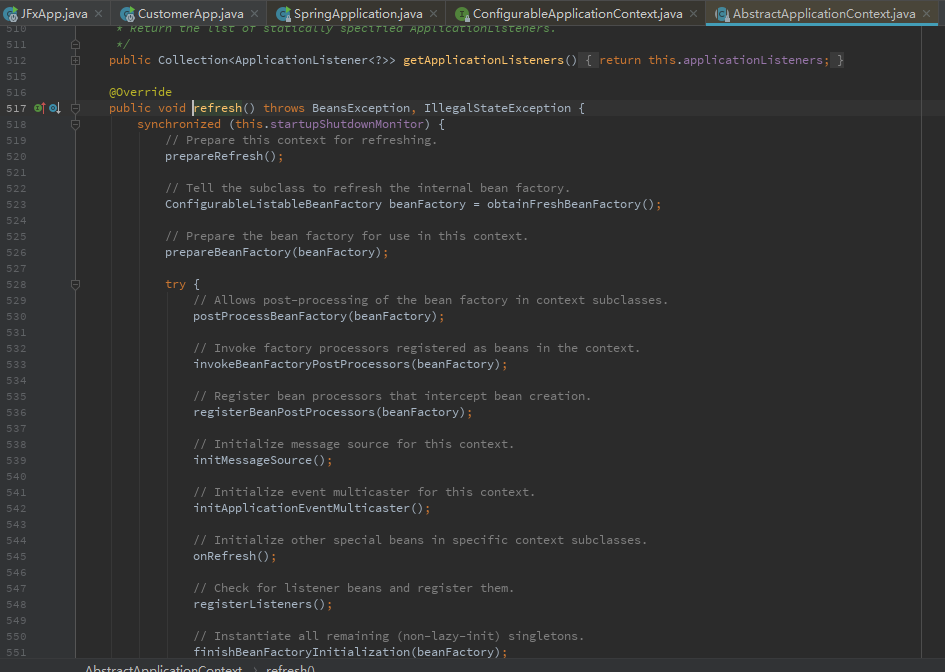 JFxApp.java × CustomerApp.java × SpringApplication.java × ConfigurableApplicationContext.java × AbstractApplicationContext.java ×
510 * Return the list of statically specified ApplicationListeners.
511 */
512 public Collection<ApplicationListener<?>> getApplicationListeners() { return this.applicationListeners; }
515
516 @Override
517 public void refresh() throws BeansException, IllegalStateException {
518 synchronized (this.startupShutdownMonitor) {
519 // Prepare this context for refreshing.
520 prepareRefresh();
521
522 // Tell the subclass to refresh the internal bean factory.
523 ConfigurableListableBeanFactory beanFactory = obtainFreshBeanFactory();
524
525 // Prepare the bean factory for use in this context.
526 prepareBeanFactory(beanFactory);
527
528 try {
529 // Allows post-processing of the bean factory in context subclasses.
530 postProcessBeanFactory(beanFactory);
531
532 // Invoke factory processors registered as beans in the context.
533 invokeBeanFactoryPostProcessors(beanFactory);
534
535 // Register bean processors that intercept bean creation.
536 registerBeanPostProcessors(beanFactory);
537
538 // Initialize message source for this context.
539 initMessageSource();
540
541 // Initialize event multicaster for this context.
542 initApplicationEventMulticaster();
543
544 // Initialize other special beans in specific context subclasses.
545 onRefresh();
546
547 // Check for listener beans and register them.
548 registerListeners();
549
550 // Instantiate all remaining (non-lazy-init) singletons.
551 finishBeanFactoryInitialization(beanFactory);
AbstractApplicationContext › refresh()